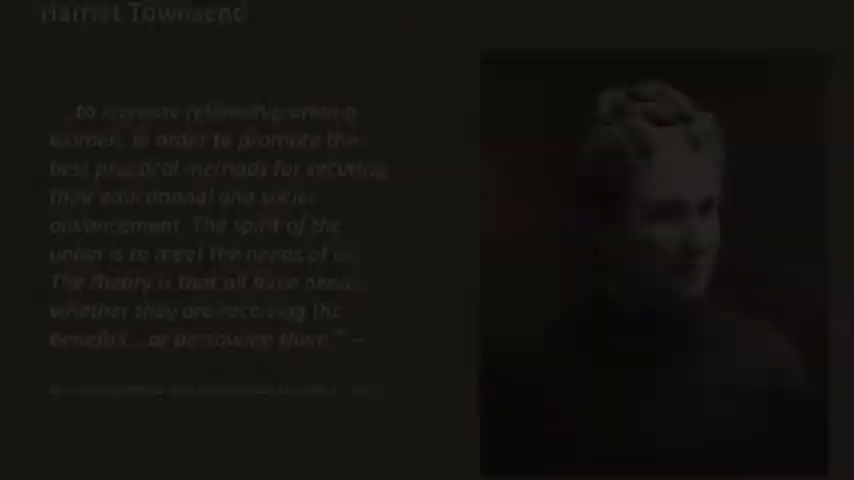 Harriet Townsend
...to increase fellowship among
women, in order to promote the
best practical methods for securing
their educational and social
advancement. The spirit of the
union is to meet the needs of
The theory is that all have needs,
whether they are receiving the
benefits...or bestowing them." –